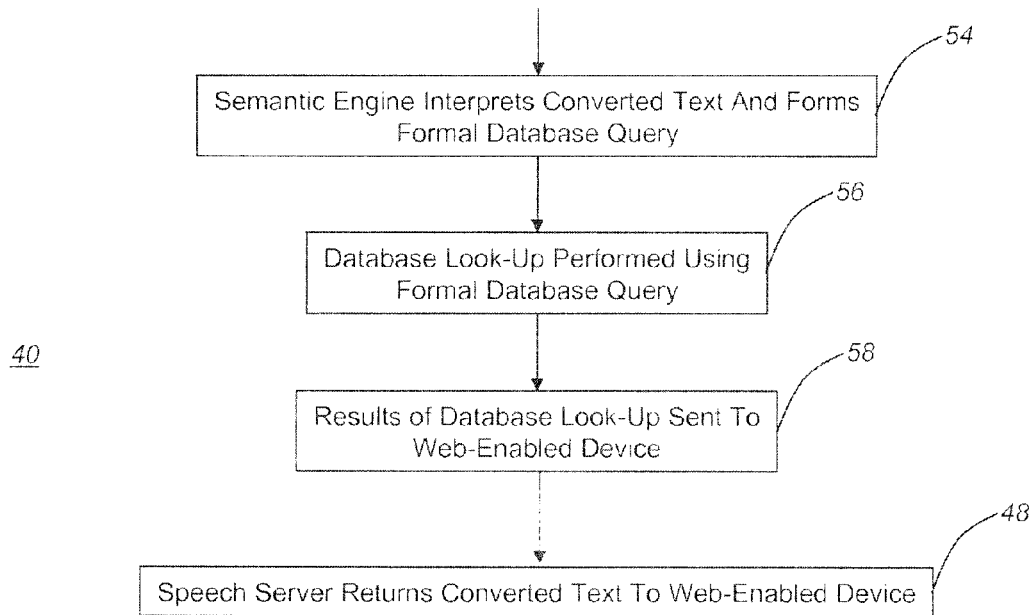 54
Semantic Engine Interprets Converted Text And Forms
Formal Database Query
56
Database Look-Up Performed Using
Formal Database Query
40
58
Results of Database Look-Up Sent To
Web-Enabled Device
48
Speech Server Returns Converted Text To Web-Enabled Device